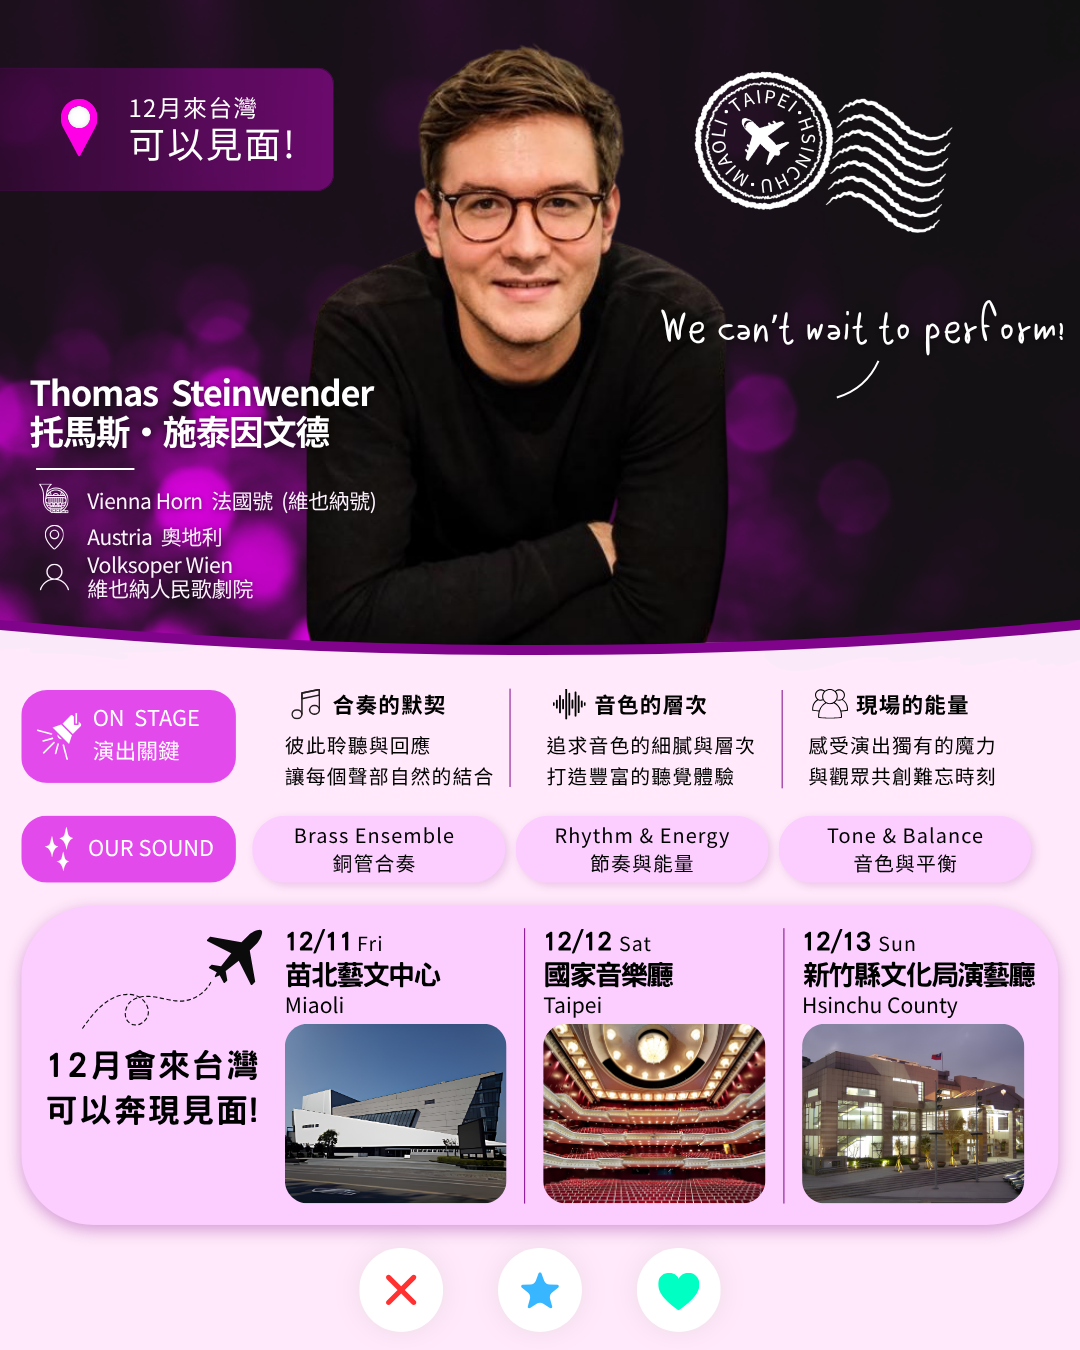 12月來台灣
可以見面!
TAIPEI · HSINCHU · MIAOLI ·
We can't wait to perform!
Thomas Steinwender
托馬斯·施泰因文德
Vienna Horn 法國號 (維也納號)
Austria 奧地利
Volksoper Wien
維也納人民歌劇院
ON STAGE
演出關鍵
合奏的默契
彼此聆聽與回應
讓每個聲部自然的結合
音色的層次
追求音色的細膩與層次
打造豐富的聽覺體驗
現場的能量
感受演出獨有的魔力
與觀眾共創難忘時刻
OUR SOUND
Brass Ensemble
銅管合奏
Rhythm & Energy
節奏與能量
Tone & Balance
音色與平衡
12月會來台灣
可以奔現見面!
12/11 Fri
苗北藝文中心
Miaoli
12/12 Sat
國家音樂廳
Taipei
12/13 Sun
新竹縣文化局演藝廳
Hsinchu County